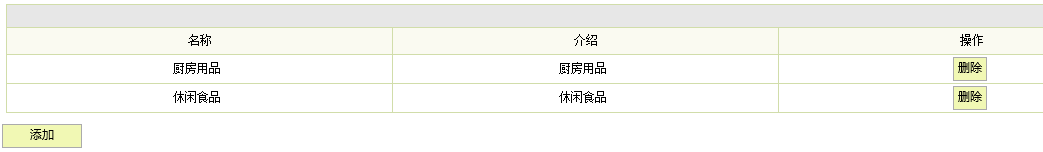 名称 介绍 操作
厨房用品 厨房用品 删除
休闲食品 休闲食品 删除
添加